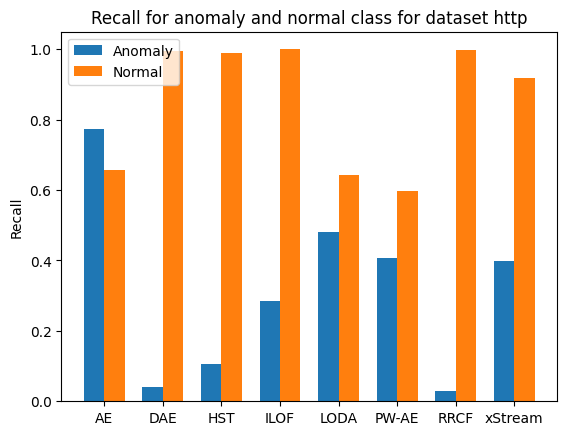 Recall for anomaly and normal class for dataset http
Anomaly
Normal
Recall
1.0
0.8
0.6
0.4
0.2
0.0
AE DAE HST ILOF LODA PW-AE RRCF xStream